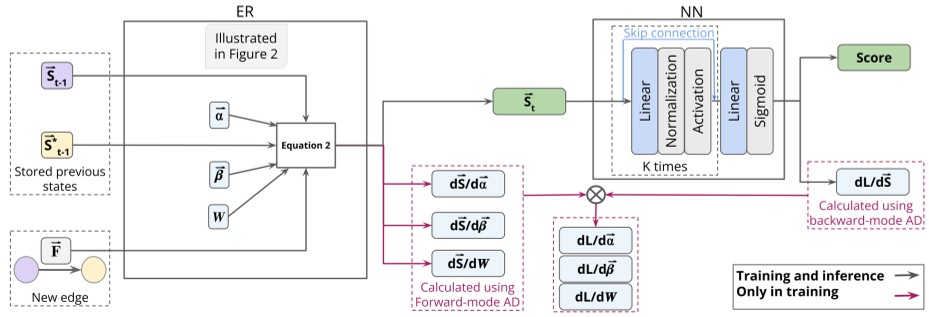 ER
NN
Illustrated
in Figure 2
Skip connection
S⃗t-1
S⃗*t-1
Stored previous
states
α⃗
β⃗
W
Equation 2
F⃗
New edge
S⃗t
Linear
Normalization
Activation
K times
Linear
Sigmoid
Score
dS⃗/dα⃗
dS⃗/dβ⃗
dS⃗/dW
Calculated using
Forward-mode AD
dL/dα⃗
dL/dβ⃗
dL/dW
dL/dS⃗
Calculated using
backward-mode AD
Training and inference
Only in training